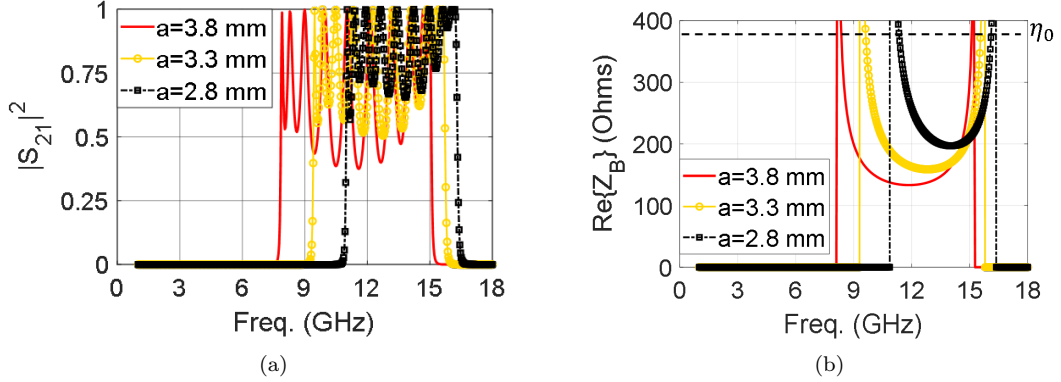 |S21|^2
1
0.75
0.5
0.25
0
a=3.8 mm
a=3.3 mm
a=2.8 mm
0 3 6 9 12 15 18
Freq. (GHz)
(a)
Re{ZB} (Ohms)
400
300
200
100
0
η0
a=3.8 mm
a=3.3 mm
a=2.8 mm
0 3 6 9 12 15 18
Freq. (GHz)
(b)